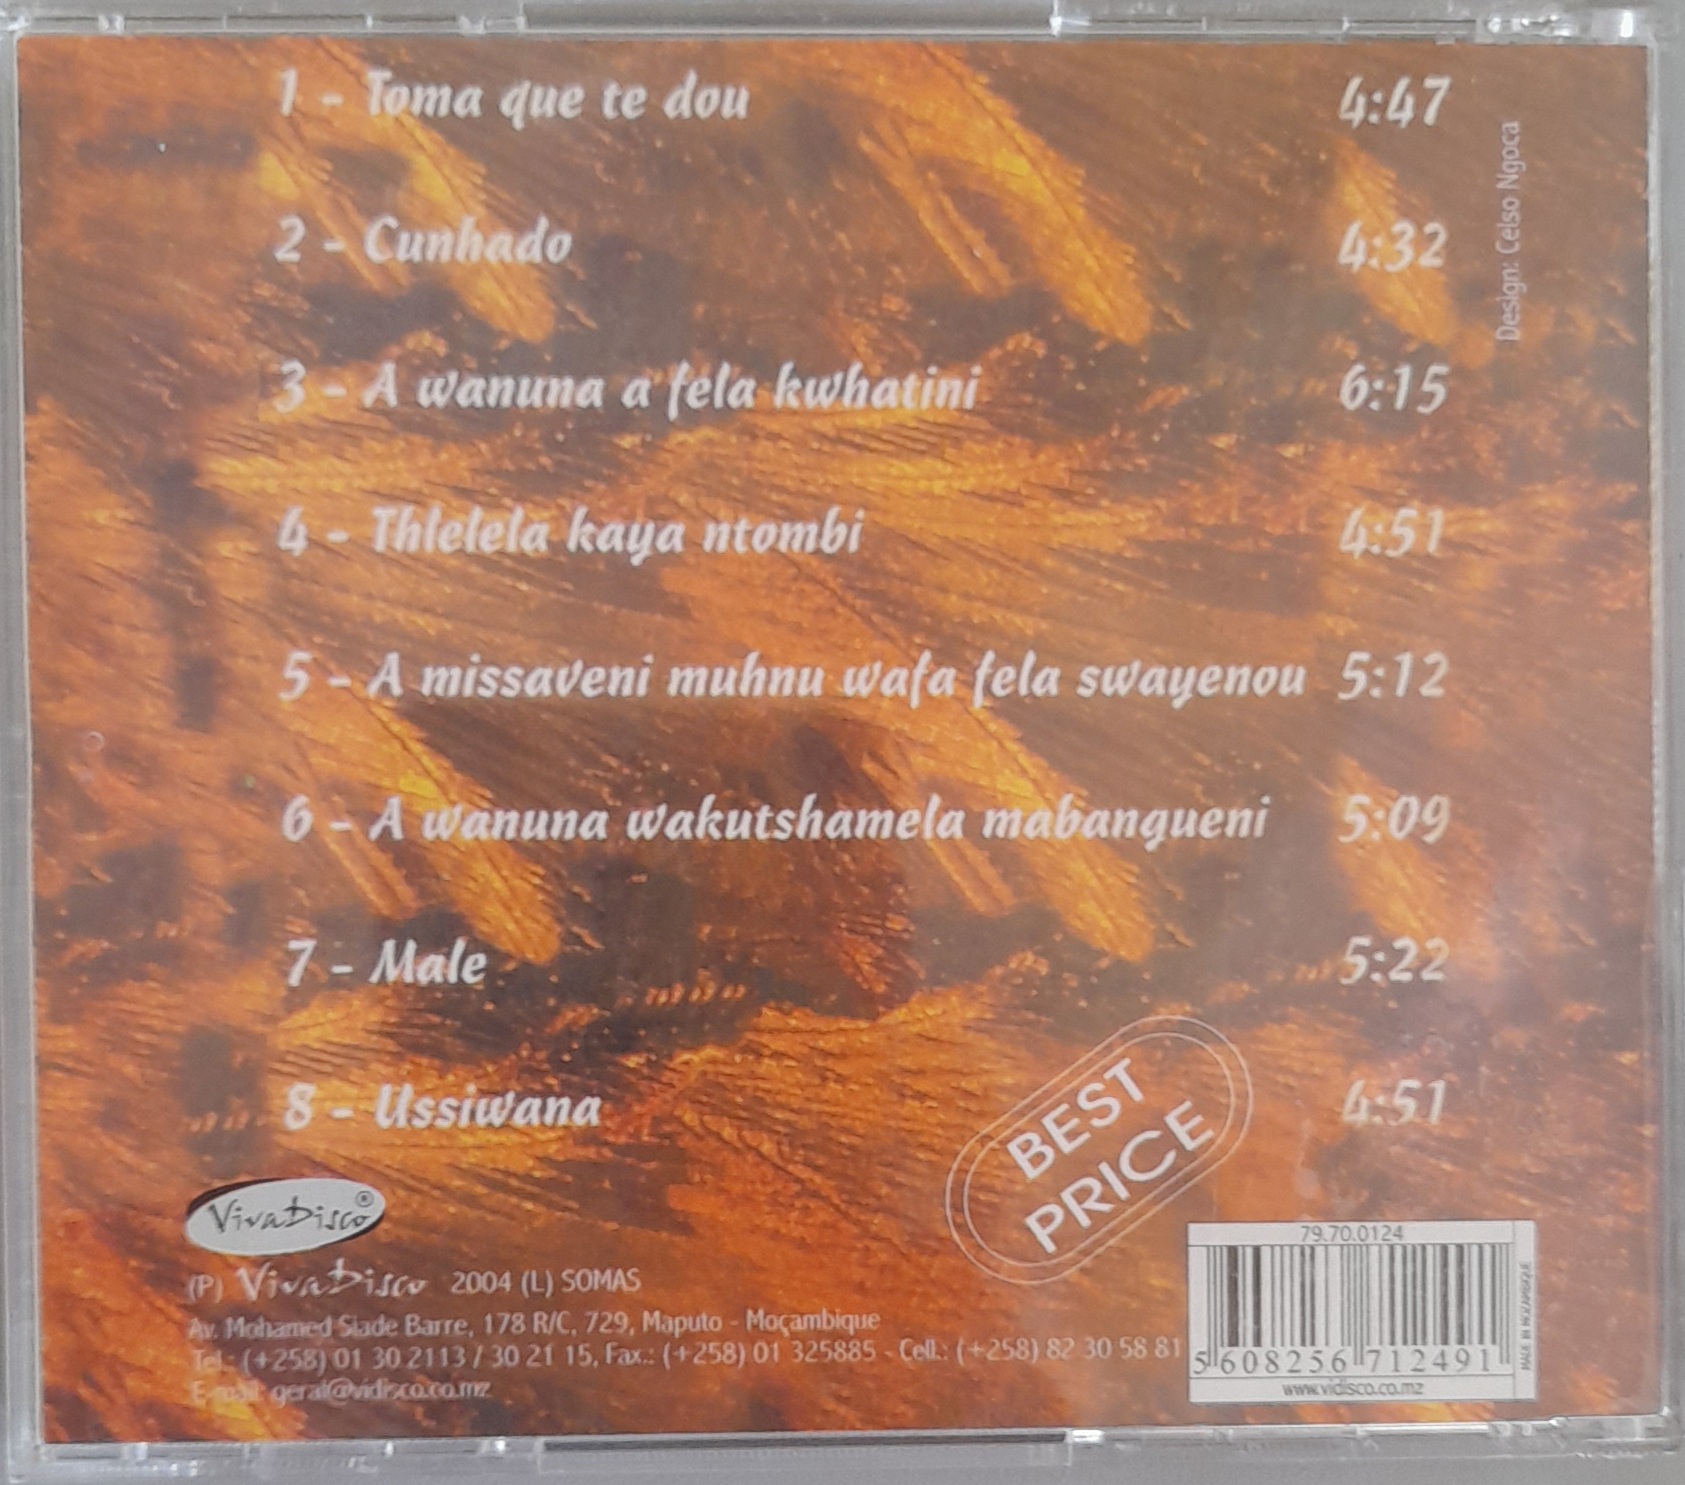 1 - Toma que te dou 4:47
2 - Cunhado 4:32
3 - A wanuna a fela kwhatini 6:15
4 - Thlelela kaya ntombi 4:51
5 - A missaveni muhnu wafa fela swayenou 5:12
6 - A wanuna wakutshamela mabangueni 5:09
7 - Male 5:22
8 - Ussiwana 4:51
Design: Celso Ngoca
BEST
PRICE
VivaDisco®
(P) VivaDisco 2004 (L) SOMAS
Av. Mohamed Siade Barre, 178 R/C, 729, Maputo - Moçambique
Tel.: (+258) 01 30 2113 / 30 21 15, Fax.: (+258) 01 325885 - Cell.: (+258) 82 30 58 81
E-mail: geral@vidisco.co.mz
79.70.0124
5 608256 712491
www.vidisco.co.mz
MADE IN MOZAMBIQUE